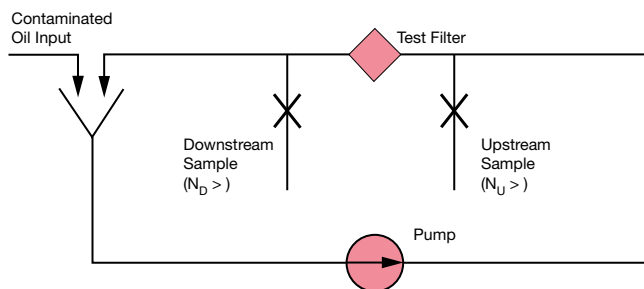 Contaminated
Oil Input
Test Filter
Downstream
Sample
(N_D > )
Upstream
Sample
(N_U > )
Pump